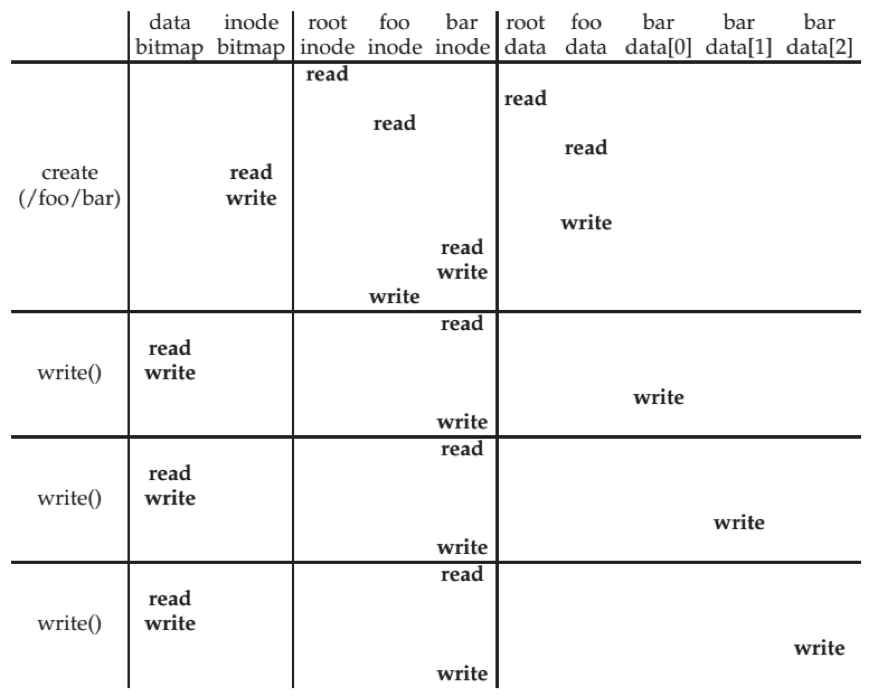 data inode root foo bar root foo bar bar bar
bitmap bitmap inode inode inode data data data[0] data[1] data[2]
read
read
read
read
create read
(/foo/bar) write
write
read
write
write
read
read
write() write
write
write
read
read
write() write
write
write
read
read
write() write
write
write